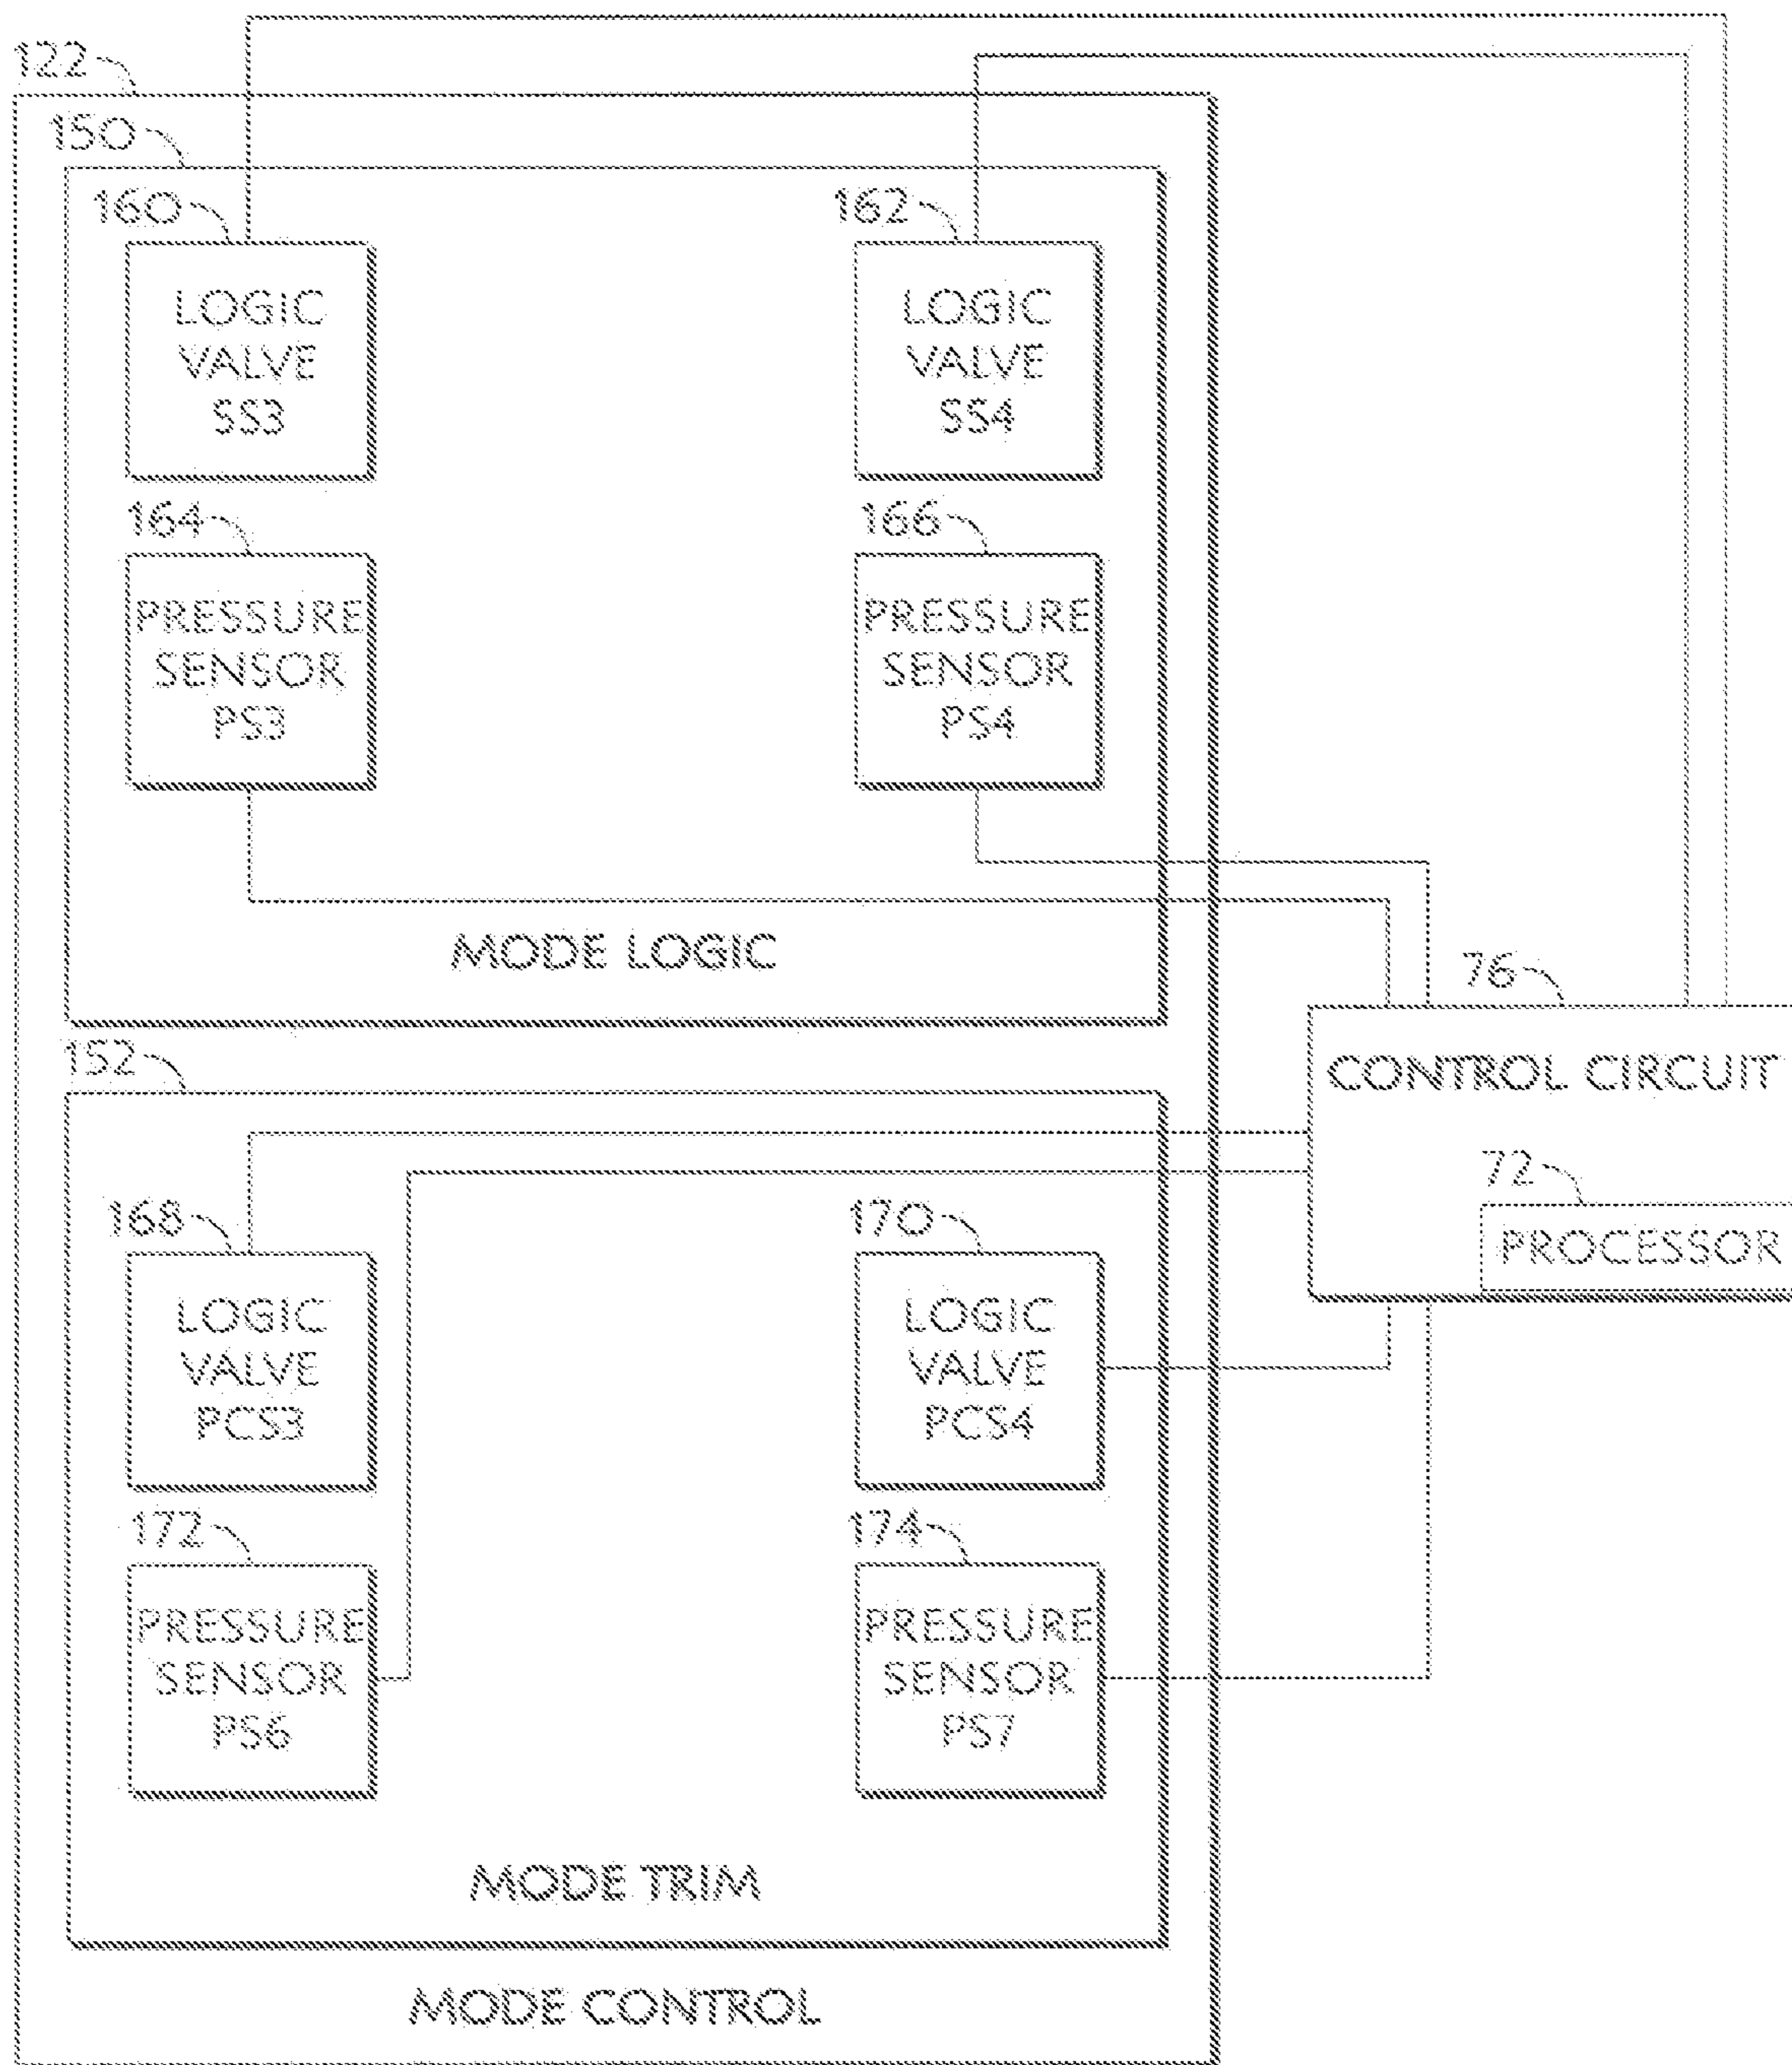 122
150
160
LOGIC
VALVE
SS3
162
LOGIC
VALVE
SS4
164
PRESSURE
SENSOR
PS3
166
PRESSURE
SENSOR
PS4
MODE LOGIC
76
CONTROL CIRCUIT
72
PROCESSOR
152
168
LOGIC
VALVE
PCS3
170
LOGIC
VALVE
PCS4
172
PRESSURE
SENSOR
PS6
174
PRESSURE
SENSOR
PS7
MODE TRIM
MODE CONTROL